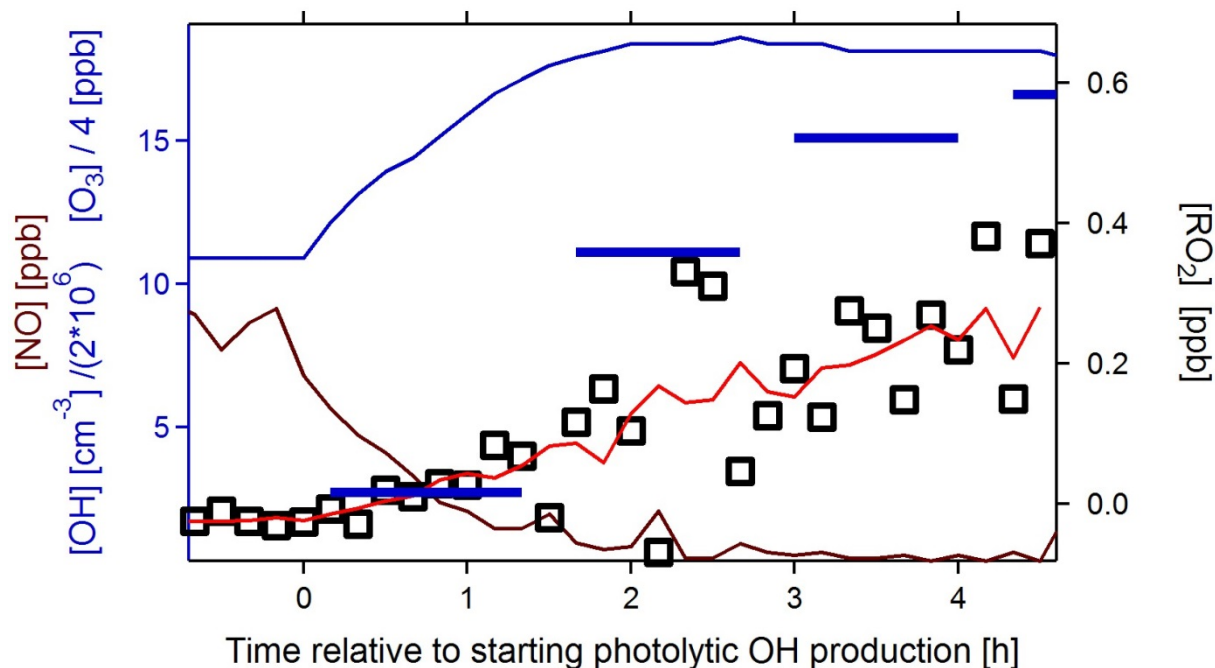 [NO] [ppb]
[OH] [cm⁻³] /(2*10⁶) [O₃] / 4 [ppb]
15
10
5
0.6
0.4
0.2
0.0
[RO₂] [ppb]
0 1 2 3 4
Time relative to starting photolytic OH production [h]